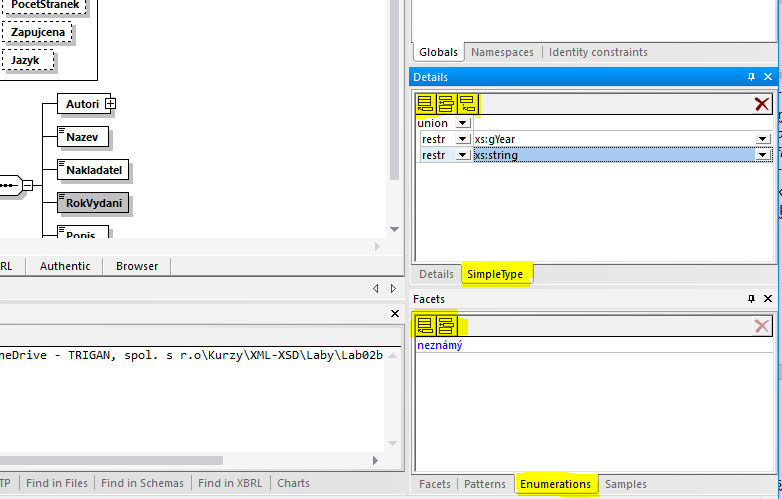 PocetStranek
Zapujcena
Jazyk
Autori
Nazev
Nakladatel
RokVydani
Popis
RL Authentic Browser
neDrive - TRIGAN, spol. s r.o\Kurzy\XML-XSD\Laby\Lab02b
TP Find in Files Find in Schemas Find in XBRL Charts
Globals Namespaces Identity constraints
Details
union
restr xs:gYear
restr xs:string
Details SimpleType
Facets
neznámý
Facets Patterns Enumerations Samples